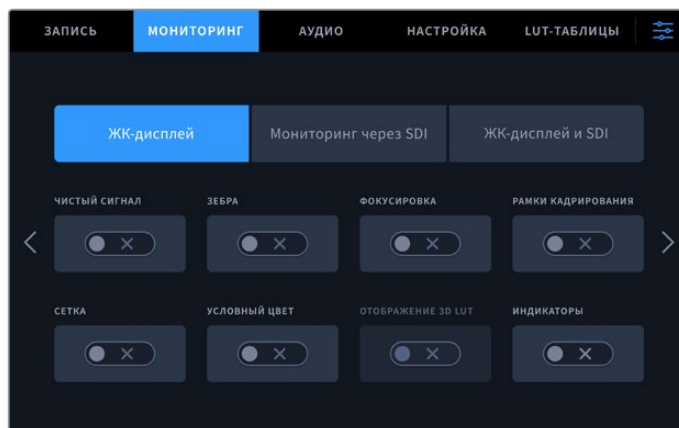 ЗАПИСЬ МОНИТОРИНГ АУДИО НАСТРОЙКА LUT-ТАБЛИЦЫ
ЖК-дисплей Мониторинг через SDI ЖК-дисплей и SDI
ЧИСТЫЙ СИГНАЛ ЗЕБРА ФОКУСИРОВКА РАМКИ КАДРИРОВАНИЯ
СЕТКА УСЛОВНЫЙ ЦВЕТ ОТОБРАЖЕНИЕ 3D LUT ИНДИКАТОРЫ